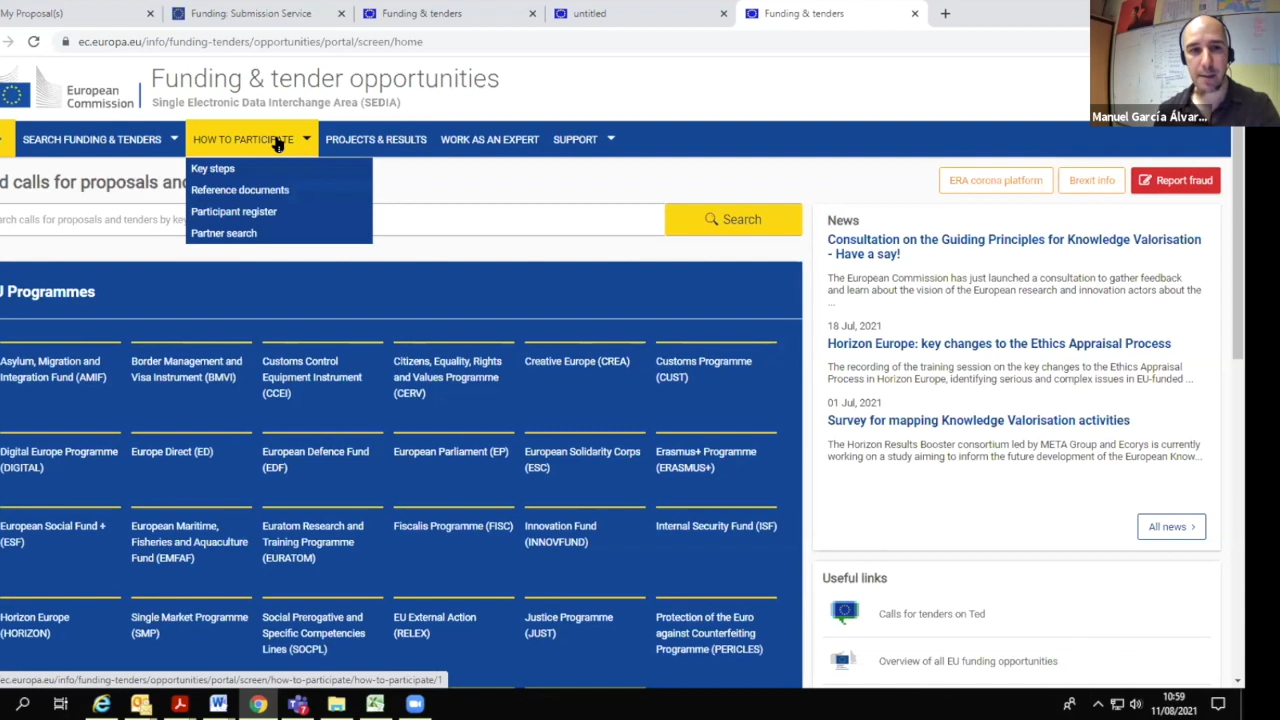 My Proposal(s)
Funding: Submission Service
Funding & tenders
untitled
Funding & tenders
ec.europa.eu/info/funding-tenders/opportunities/portal/screen/home
European
Commission
Funding & tender opportunities
Single Electronic Data Interchange Area (SEDIA)
Manuel García Álvar...
SEARCH FUNDING & TENDERS
HOW TO PARTICIPATE
PROJECTS & RESULTS
WORK AS AN EXPERT
SUPPORT
Key steps
Reference documents
Participant register
Partner search
d calls for proposals and
rch calls for proposals and tenders by key
Search
ERA corona platform
Brexit info
Report fraud
U Programmes
Asylum, Migration and
Integration Fund (AMIF)
Border Management and
Visa Instrument (BMVI)
Customs Control
Equipment Instrument
(CCEI)
Citizens, Equality, Rights
and Values Programme
(CERV)
Creative Europe (CREA)
Customs Programme
(CUST)
Digital Europe Programme
(DIGITAL)
Europe Direct (ED)
European Defence Fund
(EDF)
European Parliament (EP)
European Solidarity Corps
(ESC)
Erasmus+ Programme
(ERASMUS+)
European Social Fund +
(ESF)
European Maritime,
Fisheries and Aquaculture
Fund (EMFAF)
Euratom Research and
Training Programme
(EURATOM)
Fiscalis Programme (FISC)
Innovation Fund
(INNOVFUND)
Internal Security Fund (ISF)
Horizon Europe
(HORIZON)
Single Market Programme
(SMP)
Social Prerogative and
Specific Competencies
Lines (SOCPL)
EU External Action
(RELEX)
Justice Programme
(JUST)
Protection of the Euro
against Counterfeiting
Programme (PERICLES)
News
Consultation on the Guiding Principles for Knowledge Valorisation
- Have a say!
The European Commission has just launched a consultation to gather feedback
and learn about the vision of the European research and innovation actors about the
...
18 Jul, 2021
Horizon Europe: key changes to the Ethics Appraisal Process
The recording of the training session on the key changes to the Ethics Appraisal
Process in Horizon Europe, identifying serious and complex issues in EU-funded ...
01 Jul, 2021
Survey for mapping Knowledge Valorisation activities
The Horizon Results Booster consortium led by META Group and Ecorys is currently
working on a study aiming to inform the future development of the European Know...
All news
Useful links
Calls for tenders on Ted
Overview of all EU funding opportunities
ec.europa.eu/info/funding-tenders/opportunities/portal/screen/how-to-participate/how-to-participate/1
10:59
11/08/2021